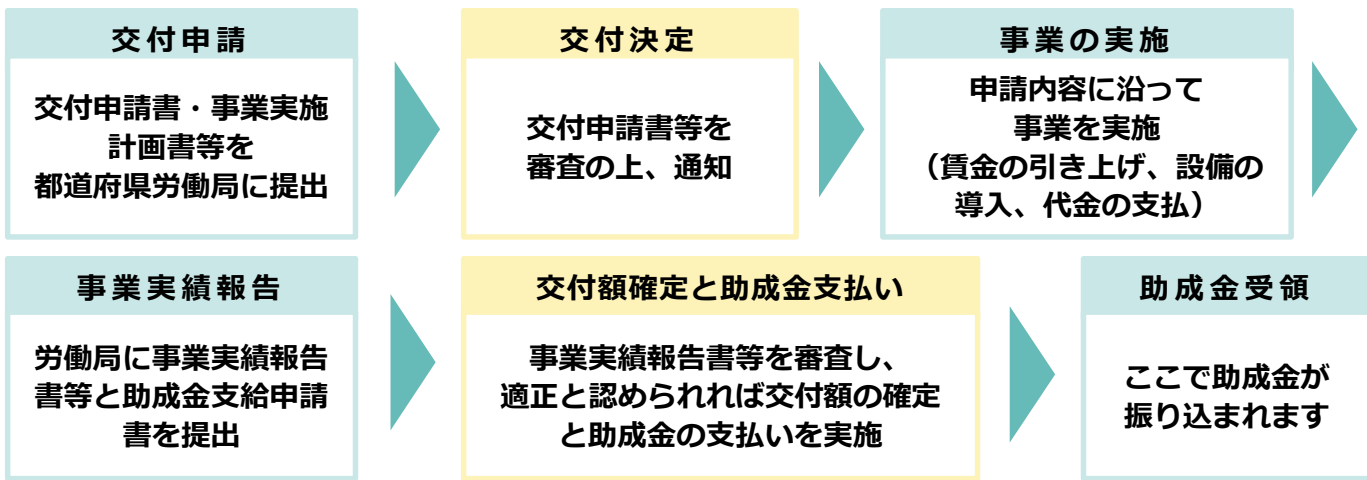 交付申請
交付申請書・事業実施
計画書等を
都道府県労働局に提出
交付決定
交付申請書等を
審査の上、通知
事業の実施
申請内容に沿って
事業を実施
（賃金の引き上げ、設備の
導入、代金の支払）
事業実績報告
労働局に事業実績報告
書等と助成金支給申請
書を提出
交付額確定と助成金支払い
事業実績報告書等を審査し、
適正と認められれば交付額の確定
と助成金の支払いを実施
助成金受領
ここで助成金が
振り込まれます